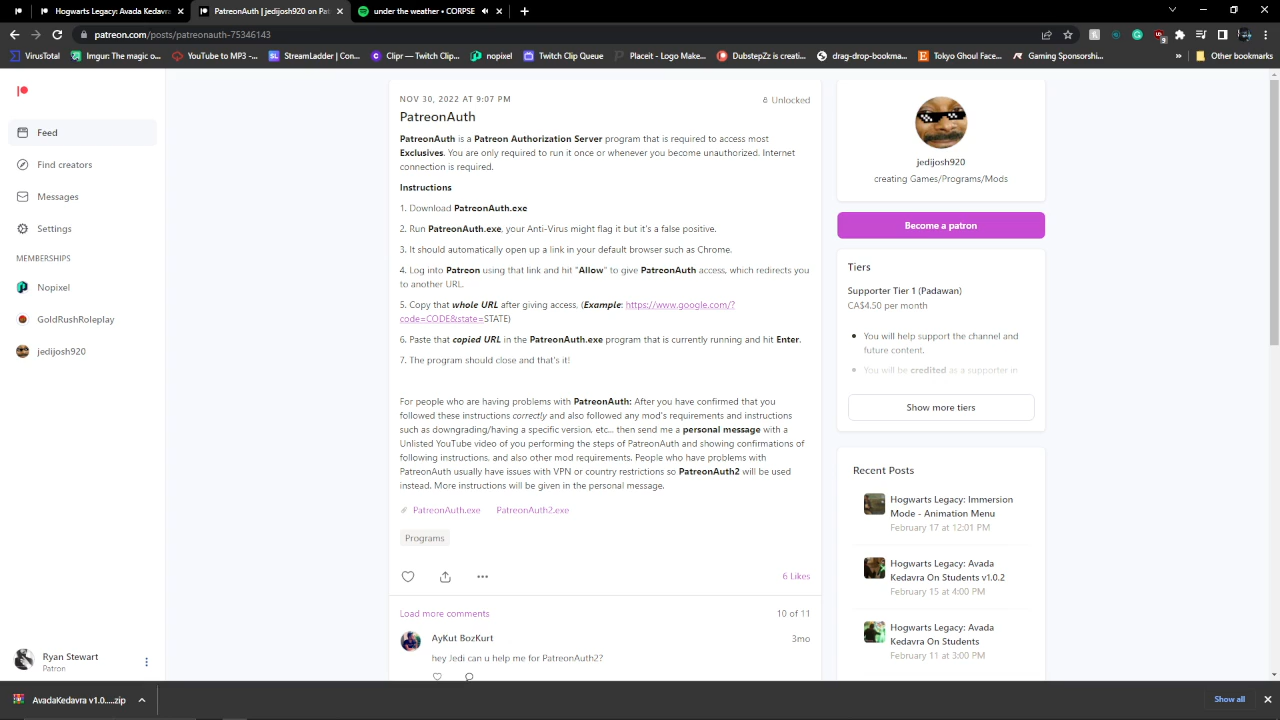 Hogwarts Legacy: Avada Kedavra
PatreonAuth | jedijosh920 on Pat
under the weather • CORPSE
patreon.com/posts/patreonauth-75346143
VirusTotal
Imgur: The magic of...
YouTube to MP3 -...
StreamLadder | Con...
Clipr — Twitch Clip...
nopixel
Twitch Clip Queue
Placeit - Logo Make...
DubstepZz is creati...
drag-drop-bookma...
Tokyo Ghoul Face...
Gaming Sponsorship...
»
Other bookmarks
Feed
Find creators
Messages
Settings
MEMBERSHIPS
Nopixel
GoldRushRoleplay
jedijosh920
Ryan Stewart
Patron
NOV 30, 2022 AT 9:07 PM
Unlocked
PatreonAuth
PatreonAuth is a Patreon Authorization Server program that is required to access most
Exclusives. You are only required to run it once or whenever you become unauthorized. Internet
connection is required.
Instructions
1. Download PatreonAuth.exe
2. Run PatreonAuth.exe, your Anti-Virus might flag it but it's a false positive.
3. It should automatically open up a link in your default browser such as Chrome.
4. Log into Patreon using that link and hit "Allow" to give PatreonAuth access, which redirects you
to another URL.
5. Copy that whole URL after giving access, (Example: https://www.google.com/?
code=CODE&state=STATE)
6. Paste that copied URL in the PatreonAuth.exe program that is currently running and hit Enter.
7. The program should close and that's it!
For people who are having problems with PatreonAuth: After you have confirmed that you
followed these instructions correctly and also followed any mod's requirements and instructions
such as downgrading/having a specific version, etc... then send me a personal message with a
Unlisted YouTube video of you performing the steps of PatreonAuth and showing confirmations of
following instructions, and also other mod requirements. People who have problems with
PatreonAuth usually have issues with VPN or country restrictions so PatreonAuth2 will be used
instead. More instructions will be given in the personal message.
PatreonAuth.exe PatreonAuth2.exe
Programs
6 Likes
Load more comments
10 of 11
AyKut BozKurt
3mo
hey Jedi can u help me for PatreonAuth2?
jedijosh920
creating Games/Programs/Mods
Become a patron
Tiers
Supporter Tier 1 (Padawan)
CA$4.50 per month
• You will help support the channel and
future content.
• You will be credited as a supporter in
Show more tiers
Recent Posts
Hogwarts Legacy: Immersion
Mode - Animation Menu
February 17 at 12:01 PM
Hogwarts Legacy: Avada
Kedavra On Students v1.0.2
February 15 at 4:00 PM
Hogwarts Legacy: Avada
Kedavra On Students
February 11 at 3:00 PM
AvadaKedavra v1.0....zip
Show all